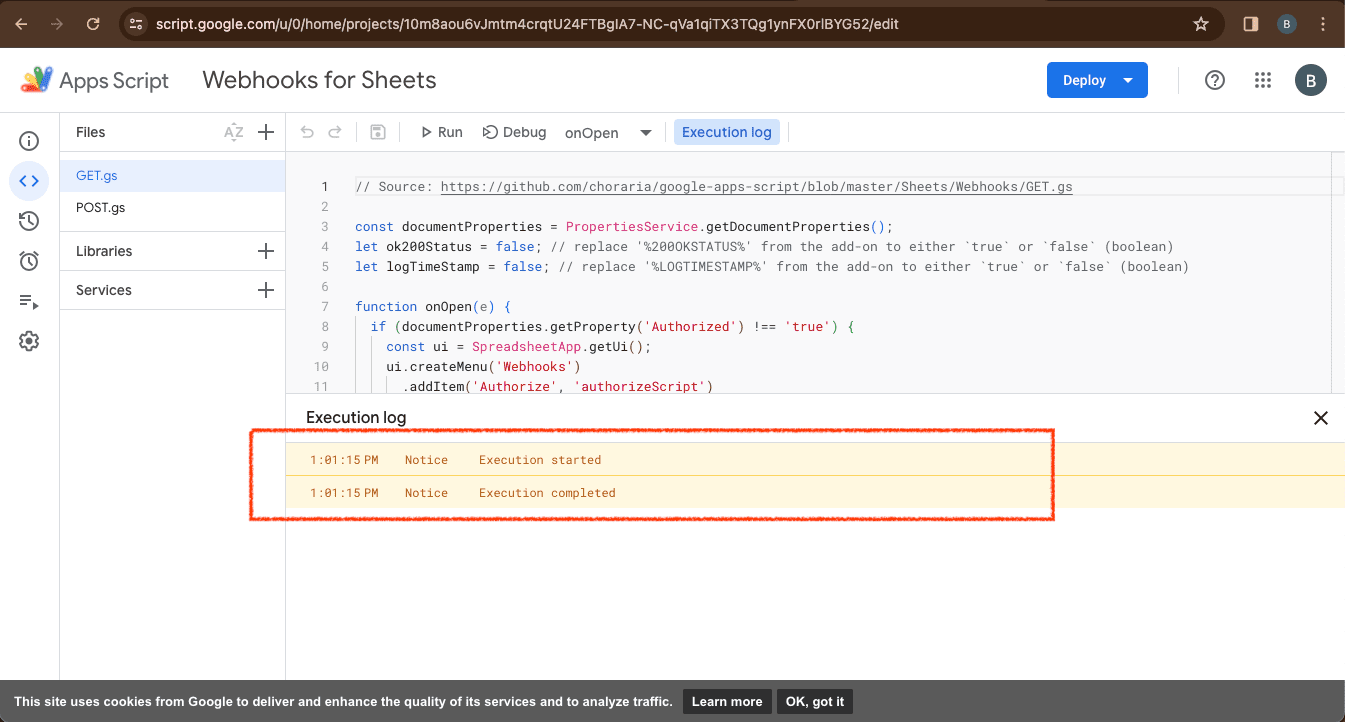 script.google.com/u/0/home/projects/10m8aou6vJmtm4crqtU24FTBgIA7-NC-qVa1qiTX3TQg1ynFX0rlBYG52/edit
B
Apps Script
Webhooks for Sheets
Deploy
B
Files
AZ
Run
Debug
onOpen
Execution log
GET.gs
POST.gs
Libraries
Services
1 // Source: https://github.com/choraria/google-apps-script/blob/master/Sheets/Webhooks/GET.gs
2
3 const documentProperties = PropertiesService.getDocumentProperties();
4 let ok200Status = false; // replace '%200OKSTATUS%' from the add-on to either `true` or `false` (boolean)
5 let logTimeStamp = false; // replace '%LOGTIMESTAMP%' from the add-on to either `true` or `false` (boolean)
6
7 function onOpen(e) {
8 if (documentProperties.getProperty('Authorized') !== 'true') {
9 const ui = SpreadsheetApp.getUi();
10 ui.createMenu('Webhooks')
11 .addItem('Authorize', 'authorizeScript')
Execution log
1:01:15 PM Notice Execution started
1:01:15 PM Notice Execution completed
This site uses cookies from Google to deliver and enhance the quality of its services and to analyze traffic. Learn more OK, got it